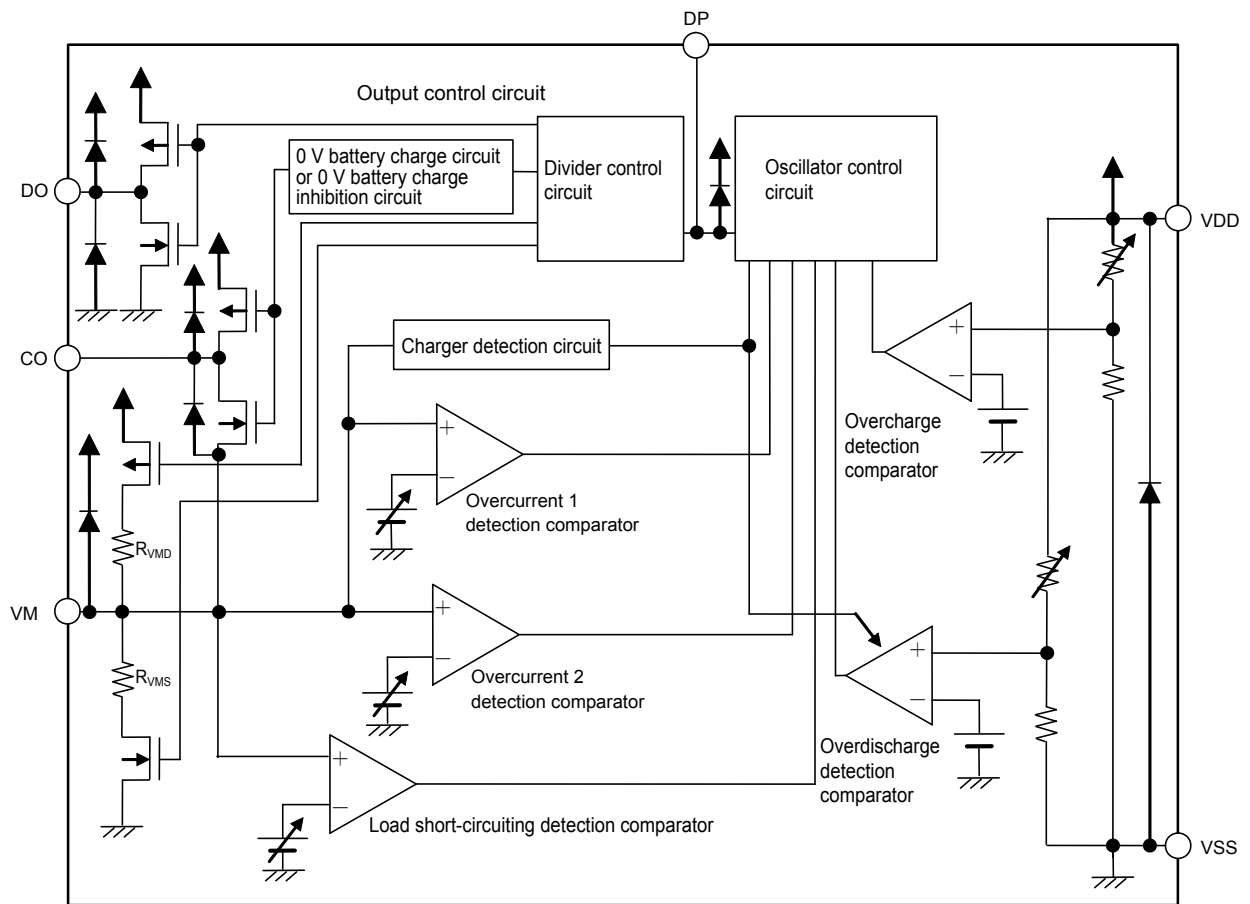 DP
Output control circuit
0 V battery charge circuit
or 0 V battery charge
inhibition circuit
Divider control
circuit
Oscillator control
circuit
DO
VDD
CO
Charger detection circuit
+
−
Overcharge
detection
comparator
+
−
Overcurrent 1
detection comparator
RVMD
VM
+
−
Overcurrent 2
detection comparator
RVMS
+
−
Overdischarge
detection
comparator
+
−
Load short-circuiting detection comparator
VSS